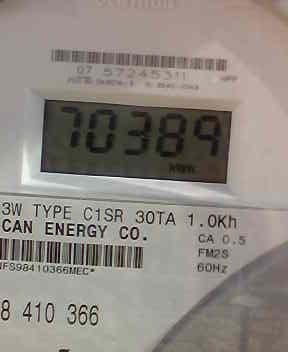 07 57245311
70389
3W TYPE C1SR 30TA 1.0Kh
CAN ENERGY CO.
CA 0.5
FM2S
60Hz
NFS98410366MEC*
8 410 366